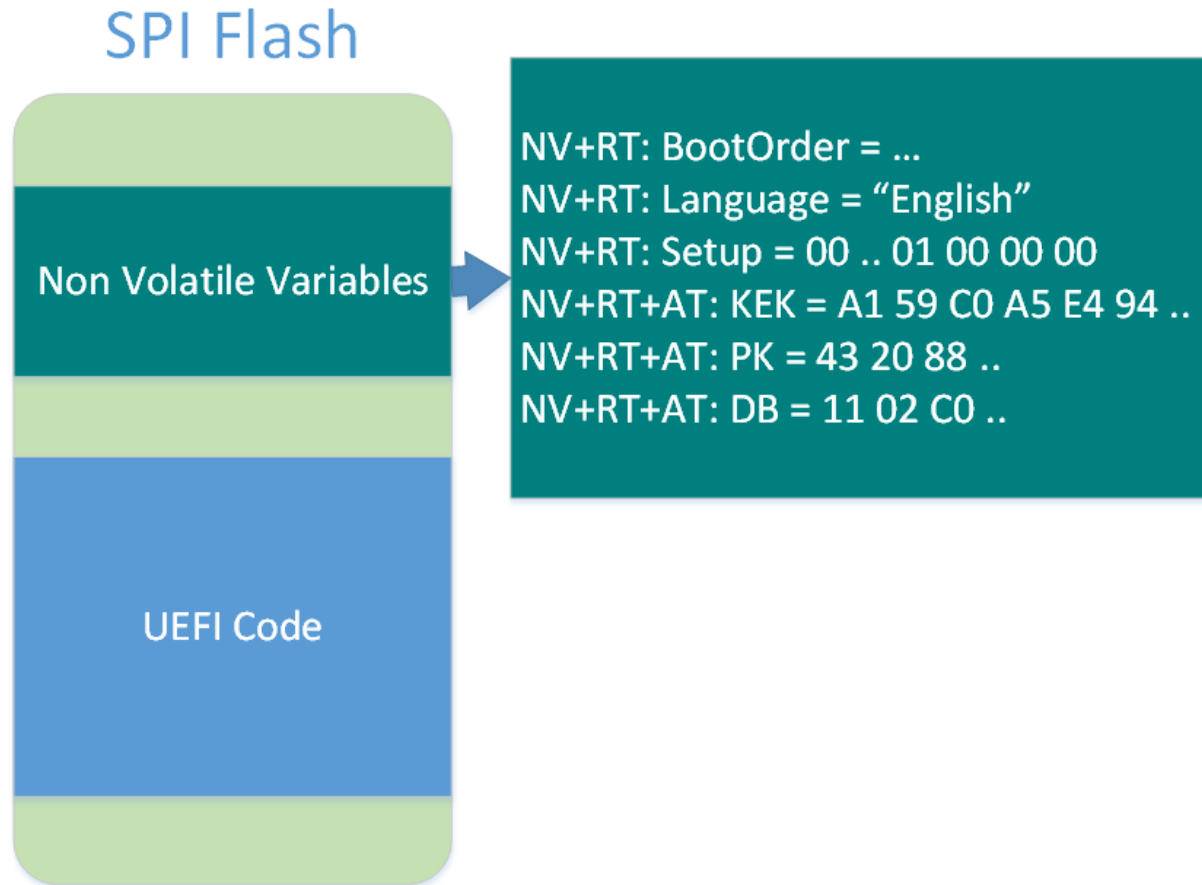 SPI Flash
Non Volatile Variables
UEFI Code
NV+RT: BootOrder = …
NV+RT: Language = “English”
NV+RT: Setup = 00 .. 01 00 00 00
NV+RT+AT: KEK = A1 59 C0 A5 E4 94 ..
NV+RT+AT: PK = 43 20 88 ..
NV+RT+AT: DB = 11 02 C0 ..